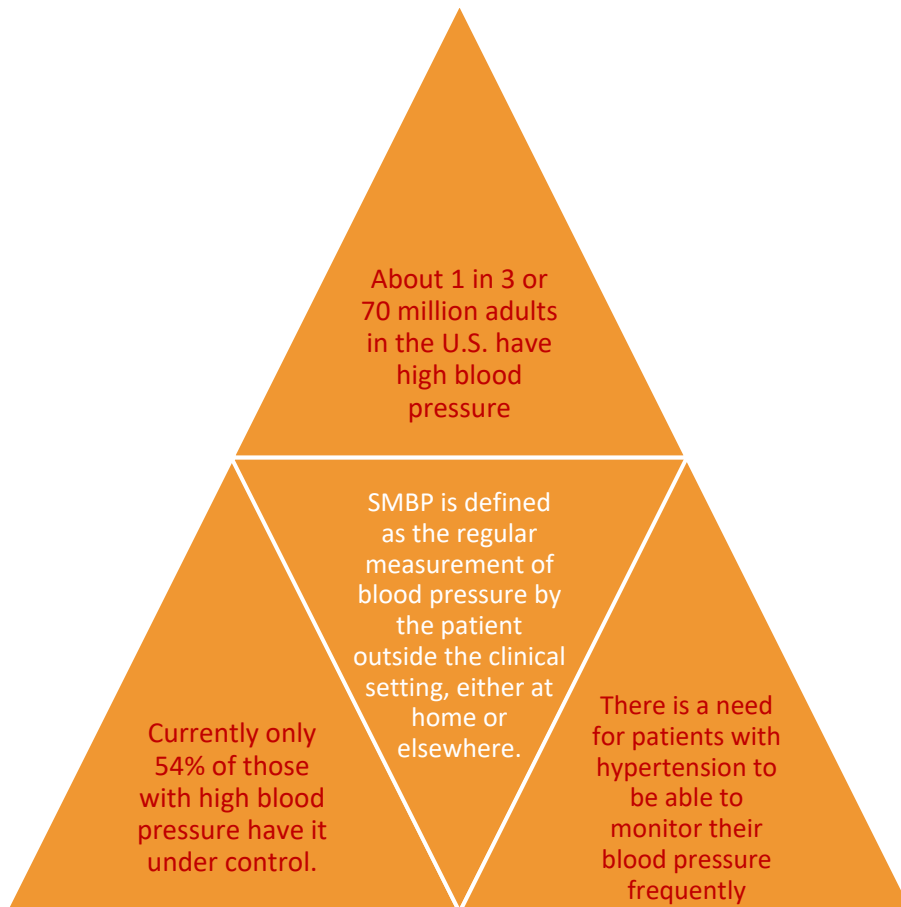 About 1 in 3 or
70 million adults
in the U.S. have
high blood
pressure
SMBP is defined
as the regular
measurement of
blood pressure by
the patient
outside the clinical
setting, either at
home or
elsewhere.
Currently only
54% of those
with high blood
pressure have it
under control.
There is a need
for patients with
hypertension to
be able to
monitor their
blood pressure
frequently